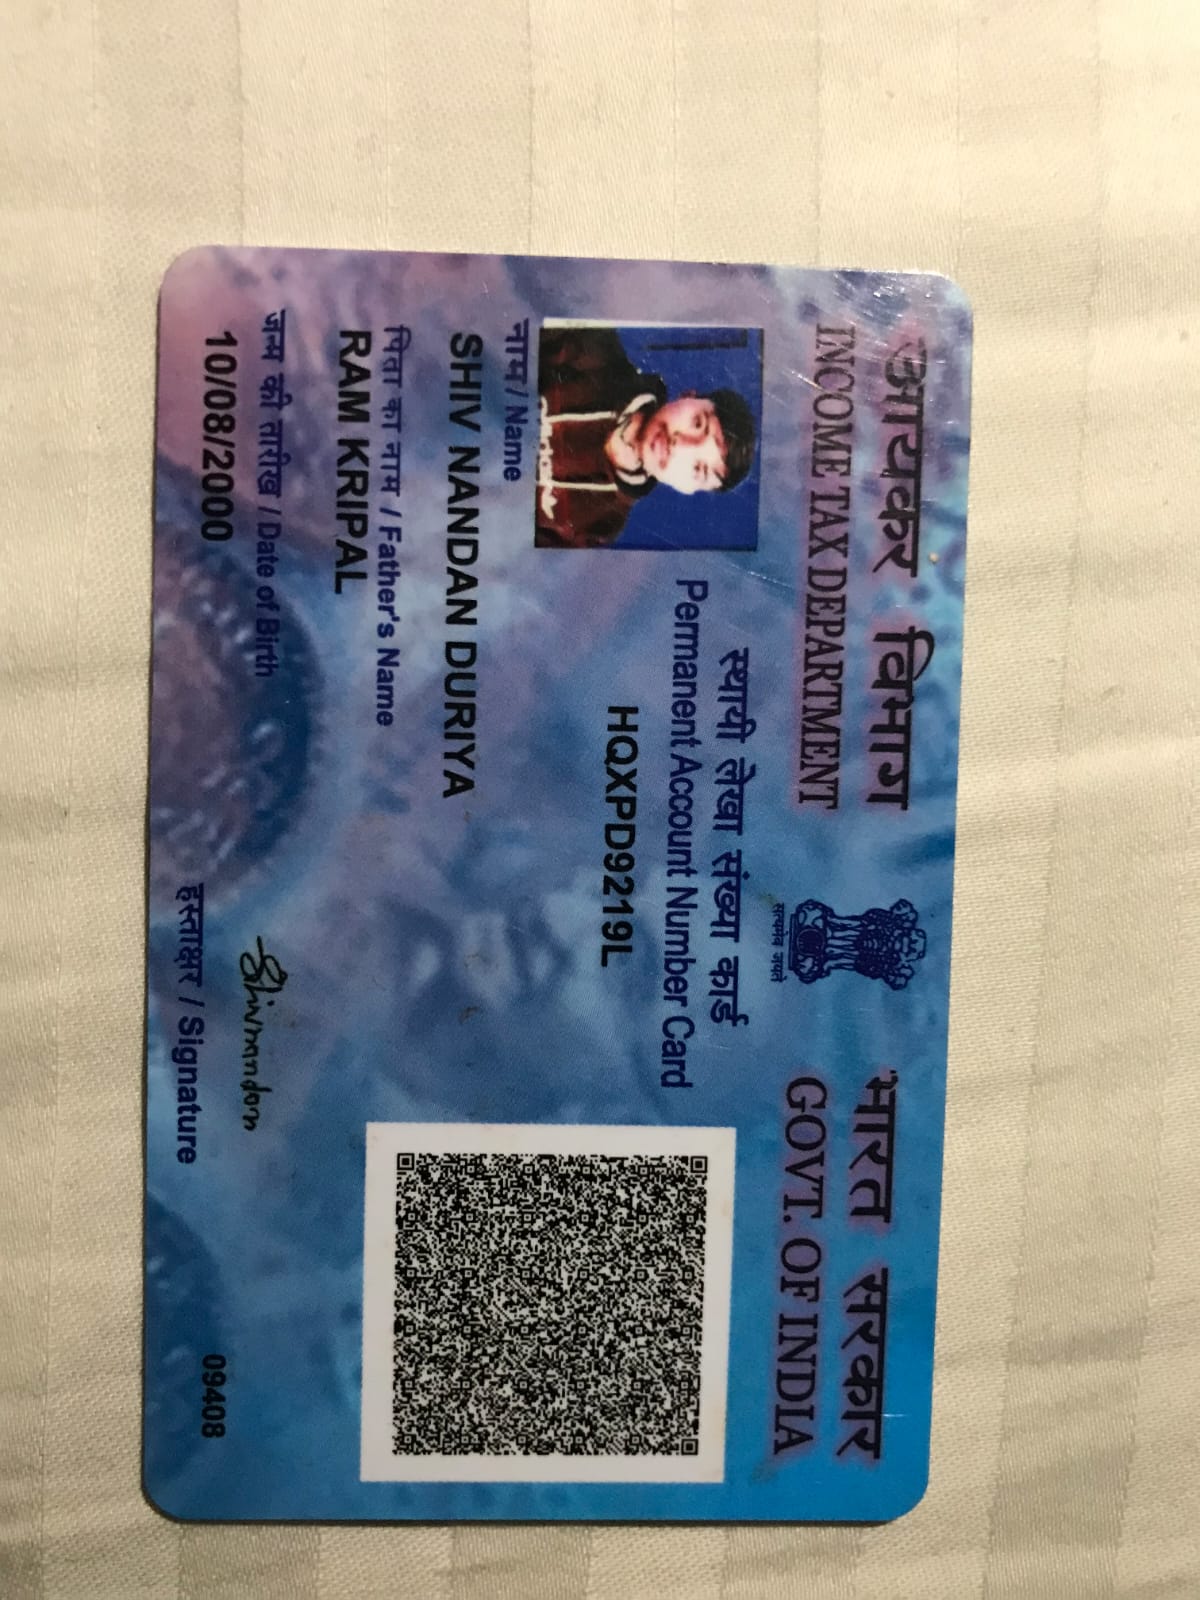 आयकर विभाग
INCOME TAX DEPARTMENT
सत्यमेव जयते
भारत सरकार
GOVT. OF INDIA
स्थायी लेखा संख्या कार्ड
Permanent Account Number Card
HQXPD9219L
नाम / Name
SHIV NANDAN DURIYA
पिता का नाम / Father's Name
RAM KRIPAL
जन्म की तारीख / Date of Birth
10/08/2000
Shivnandan
हस्ताक्षर / Signature
09408